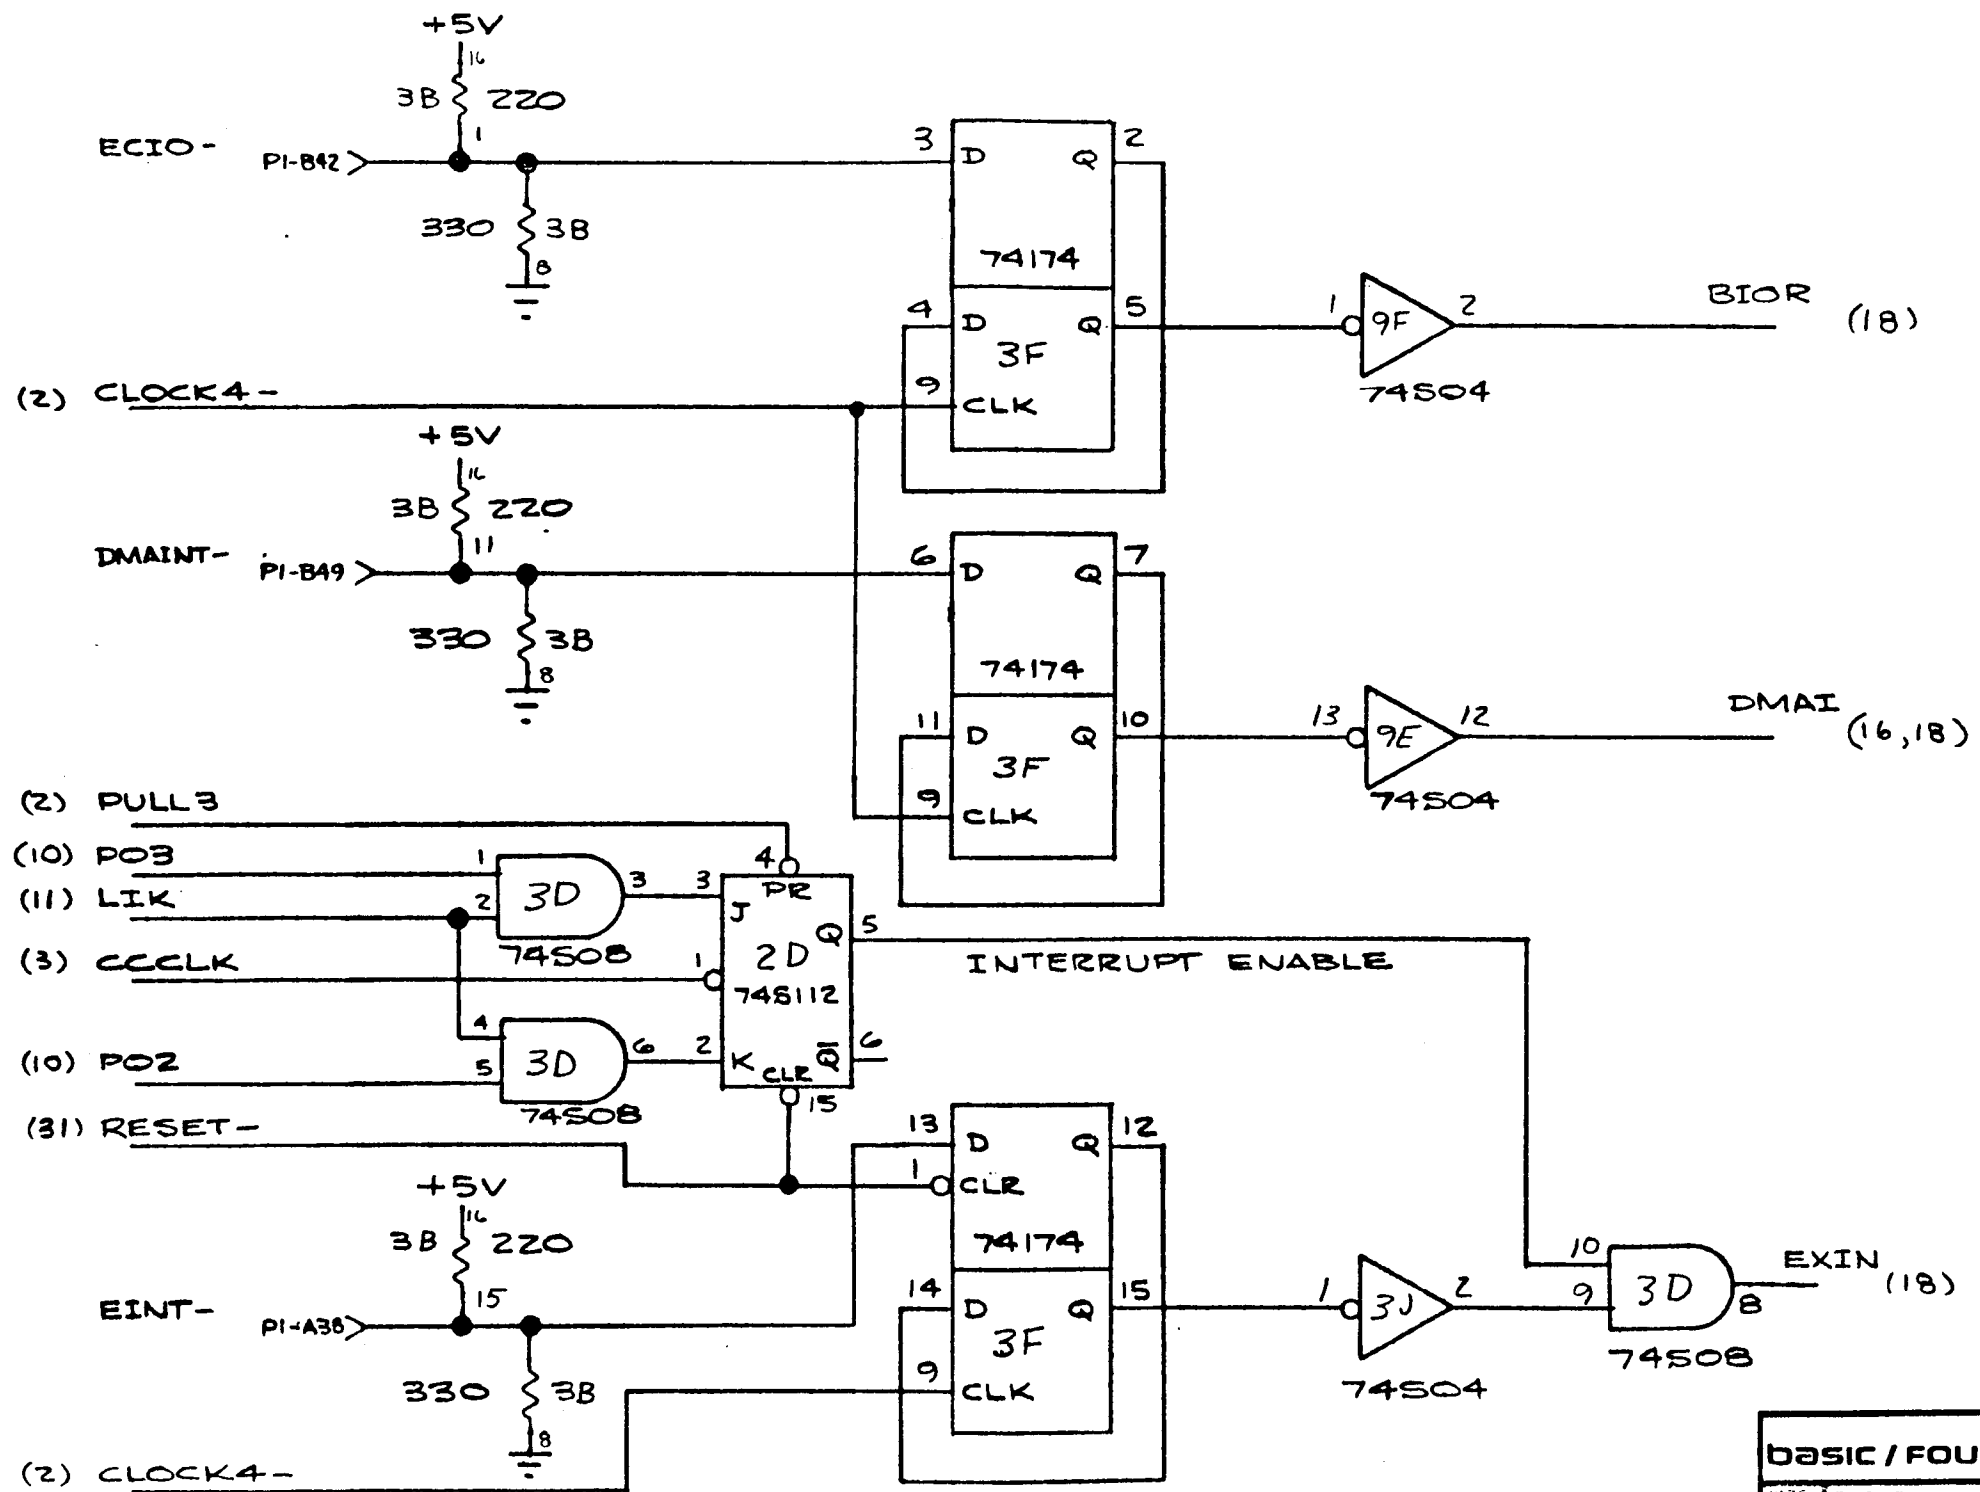 +5V
16
3B 220
1
ECIO- P1-B42
330 3B
8
3 D Q 2
74174
4 D Q 5
3F
9 CLK
1 9F 2
74S04
BIOR (18)
(2) CLOCK4-
+5V
16
3B 220
11
DMAINT- P1-B49
330 3B
8
6 D Q 7
74174
11 D Q 10
3F
9 CLK
13 9E 12
74S04
DMAI (16,18)
(2) PULL3
(10) PO3
(11) LIK
1
2
3D 3
74S08
(3) CCCLK
4
5
3D 6
74S08
(10) PO2
4
PR
3 J
Q 5
2D
1
74S112
2 K
CLR
Q 6
15
INTERRUPT ENABLE
(31) RESET-
+5V
16
3B 220
15
EINT- P1-A38
330 3B
8
13 D Q 12
1 CLR
74174
14 D Q 15
3F
9 CLK
1 3J 2
74S04
10
9
3D 8
74S08
EXIN (18)
(2) CLOCK4-
basic/FOU